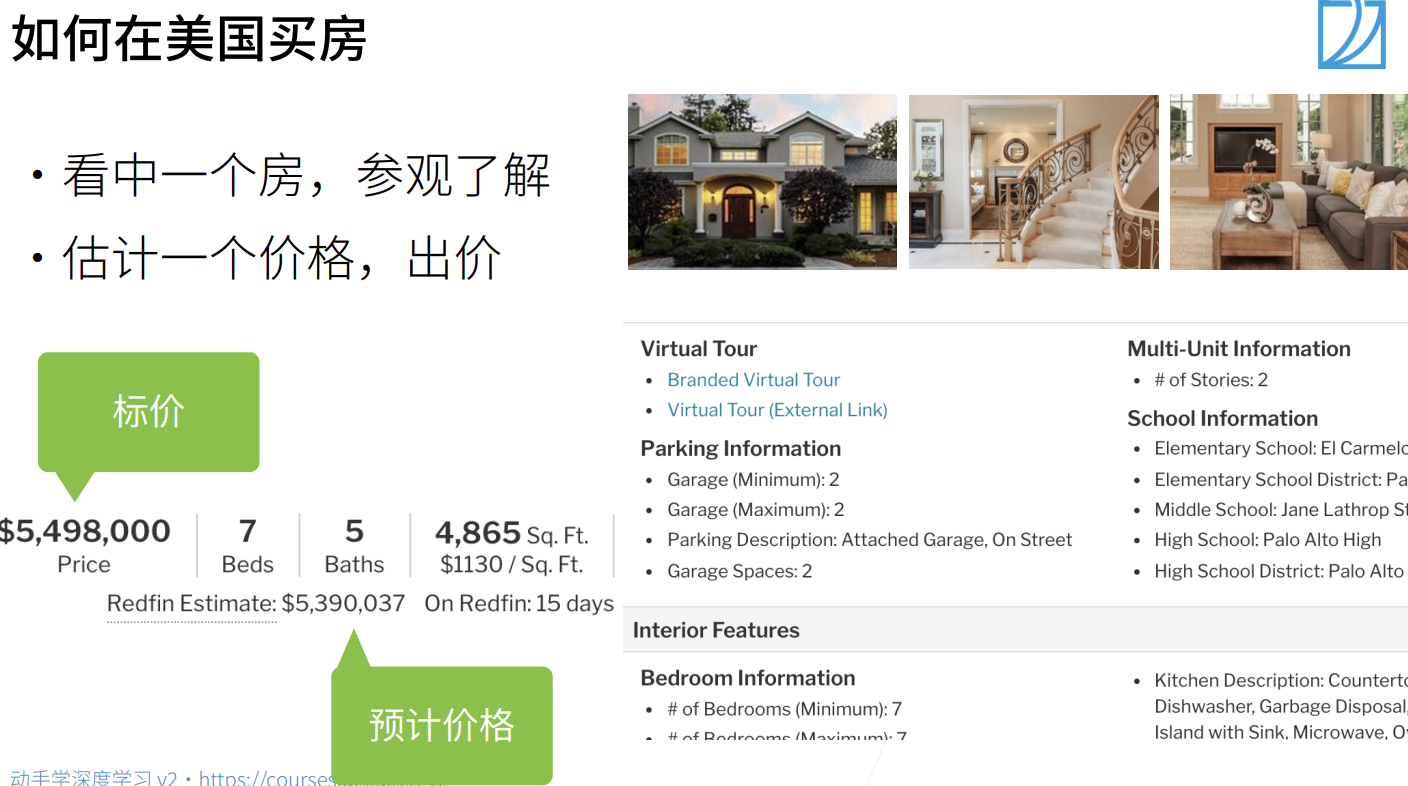 如何在美国买房
• 看中一个房，参观了解
• 估计一个价格，出价
标价
$5,498,000
Price
7
Beds
5
Baths
4,865 Sq. Ft.
$1130 / Sq. Ft.
Redfin Estimate: $5,390,037 On Redfin: 15 days
预计价格
Virtual Tour
• Branded Virtual Tour
• Virtual Tour (External Link)
Parking Information
• Garage (Minimum): 2
• Garage (Maximum): 2
• Parking Description: Attached Garage, On Street
• Garage Spaces: 2
Multi-Unit Information
• # of Stories: 2
School Information
• Elementary School: El Carmelo
• Elementary School District: Pa
• Middle School: Jane Lathrop St
• High School: Palo Alto High
• High School District: Palo Alto
Interior Features
Bedroom Information
• # of Bedrooms (Minimum): 7
• # of Bedrooms (Maximum): 7
• Kitchen Description: Counterto
Dishwasher, Garbage Disposal,
Island with Sink, Microwave, Ov
动手学深度学习 v2 • https://courses